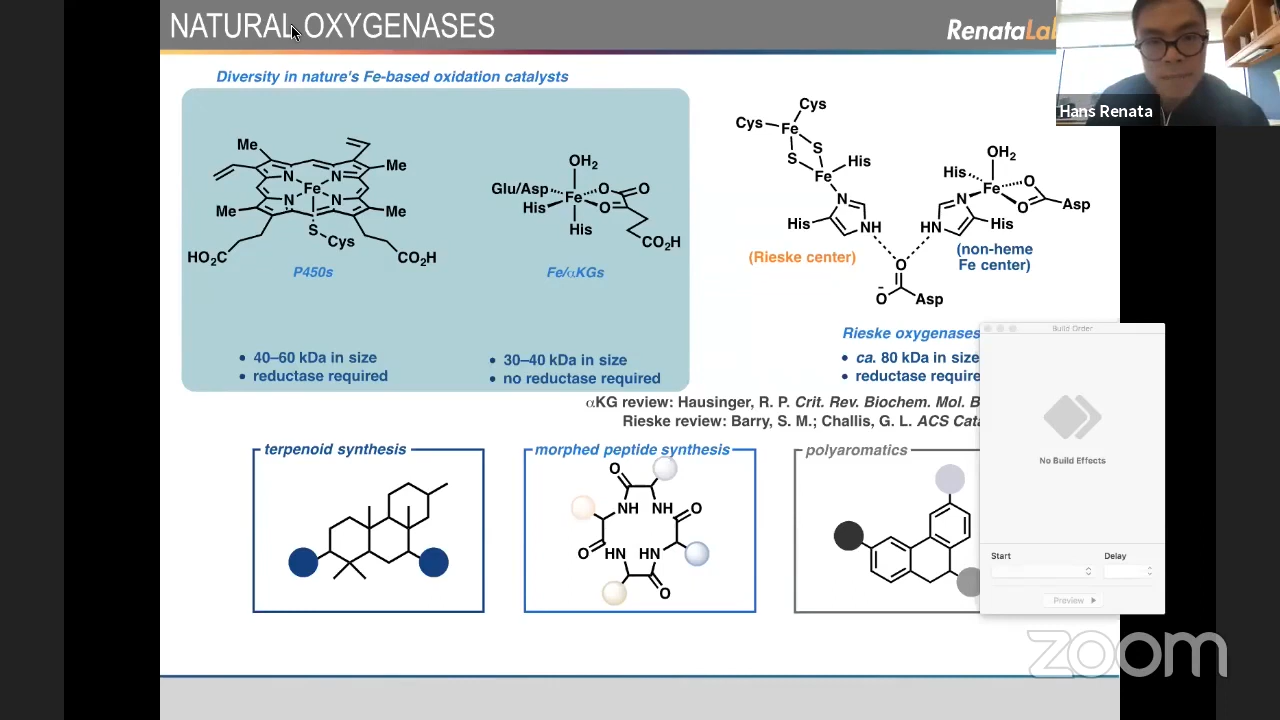 NATURAL OXYGENASES
RenataLab
Hans Renata
Diversity in nature's Fe-based oxidation catalysts
Me
Me
N
N
Fe
N
N
Me
Me
S
Cys
HO2C
CO2H
P450s
OH2
Glu/Asp
Fe
O
O
O
His
His
CO2H
Fe/αKGs
Cys
Cys
Fe
S
S
Fe
His
N
His
NH
(Rieske center)
OH2
His
Fe
O
O
Asp
N
His
HN
(non-heme
Fe center)
O
-O
Asp
• 40–60 kDa in size
• reductase required
• 30–40 kDa in size
• no reductase required
Rieske oxygenases
• ca. 80 kDa in size
• reductase require
αKG review: Hausinger, R. P. Crit. Rev. Biochem. Mol. B
Rieske review: Barry, S. M.; Challis, G. L. ACS Cata
terpenoid synthesis
morphed peptide synthesis
O
NH
NH
O
O
HN
HN
O
polyaromatics
Build Order
No Build Effects
Start
Delay
Preview
zoom